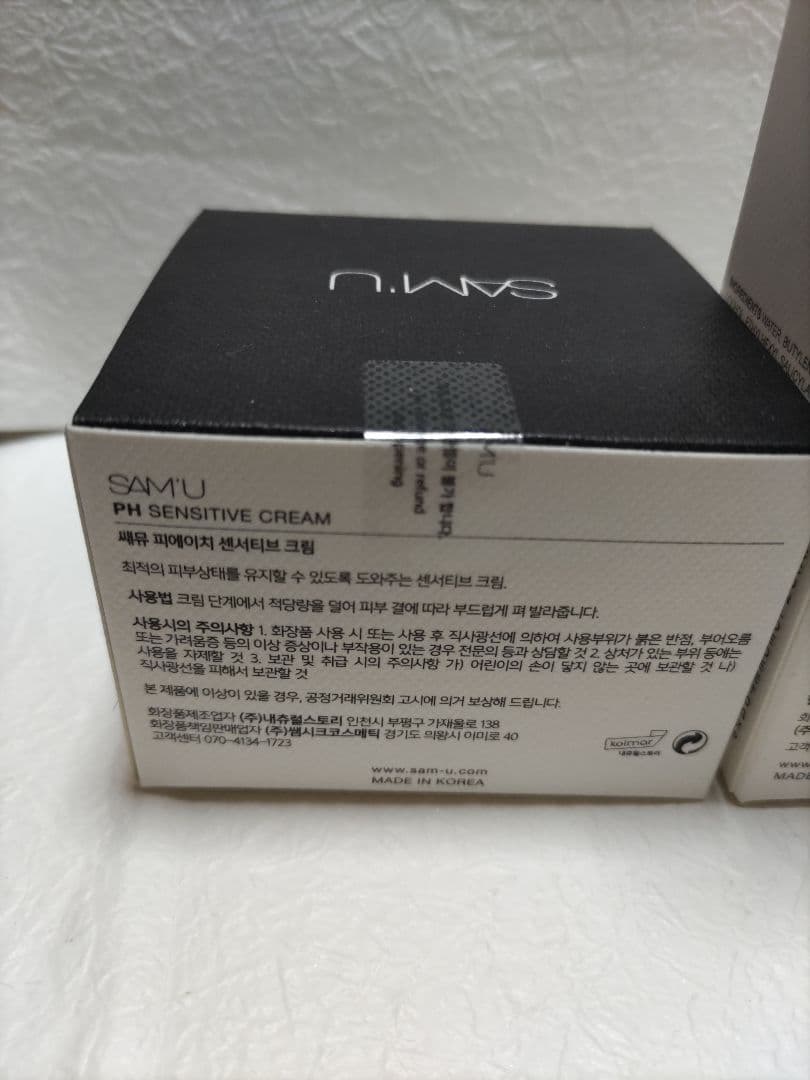 SAM'U
SAM'U
PH SENSITIVE CREAM
쌔뮤 피에이치 센서티브 크림
최적의 피부상태를 유지할 수 있도록 도와주는 센서티브 크림.
사용법 크림 단계에서 적당량을 덜어 피부 결에 따라 부드럽게 펴 발라줍니다.
사용시의 주의사항 1. 화장품 사용 시 또는 사용 후 직사광선에 의하여 사용부위가 붉은 반점, 부어오름
또는 가려움증 등의 이상 증상이나 부작용이 있는 경우 전문의 등과 상담할 것 2. 상처가 있는 부위 등에는
사용을 자제할 것 3. 보관 및 취급 시의 주의사항 가) 어린이의 손이 닿지 않는 곳에 보관할 것 나)
직사광선을 피해서 보관할 것
본 제품에 이상이 있을 경우, 공정거래위원회 고시에 의거 보상해 드립니다.
화장품제조업자 (주)내츄럴스토리 인천시 부평구 가재울로 138
화장품책임판매업자 (주)쌤시크코스메틱 경기도 의왕시 이미로 40
고객센터 070-4134-1723
kolmar
내츄럴스토리
www.sam-u.com
MADE IN KOREA
or refund
INGREDIENTS WATER, BUTYLEN
고객
www
MADE